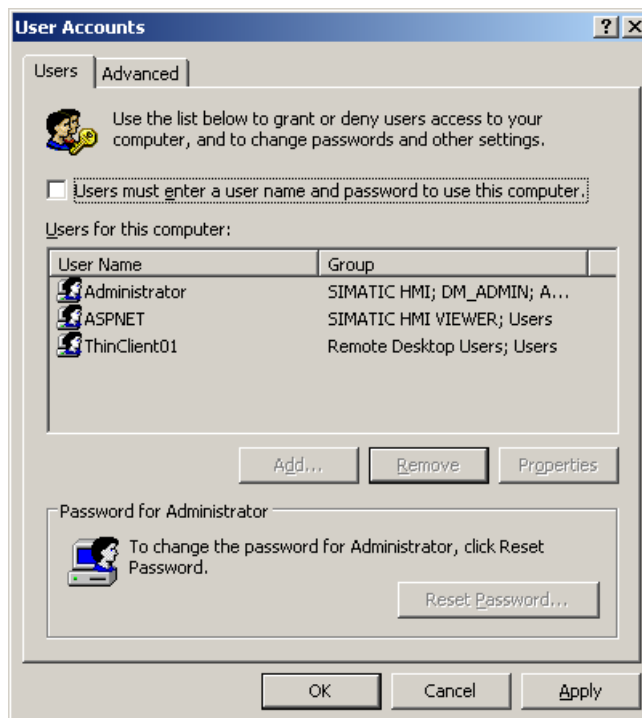 User Accounts
Users Advanced
Use the list below to grant or deny users access to your
computer, and to change passwords and other settings.
Users must enter a user name and password to use this computer.
Users for this computer:
User Name Group
Administrator SIMATIC HMI; DM_ADMIN; A...
ASPNET SIMATIC HMI VIEWER; Users
ThinClient01 Remote Desktop Users; Users
Add... Remove Properties
Password for Administrator
To change the password for Administrator, click Reset
Password.
Reset Password...
OK Cancel Apply